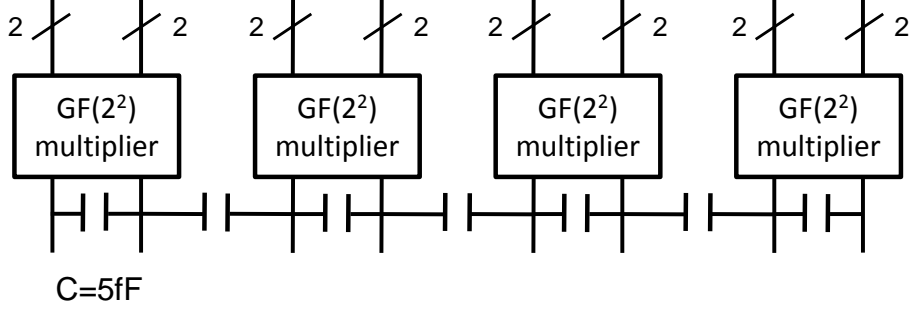 2 2 2 2 2 2 2 2
GF(2²) GF(2²) GF(2²) GF(2²)
multiplier multiplier multiplier multiplier
C=5fF